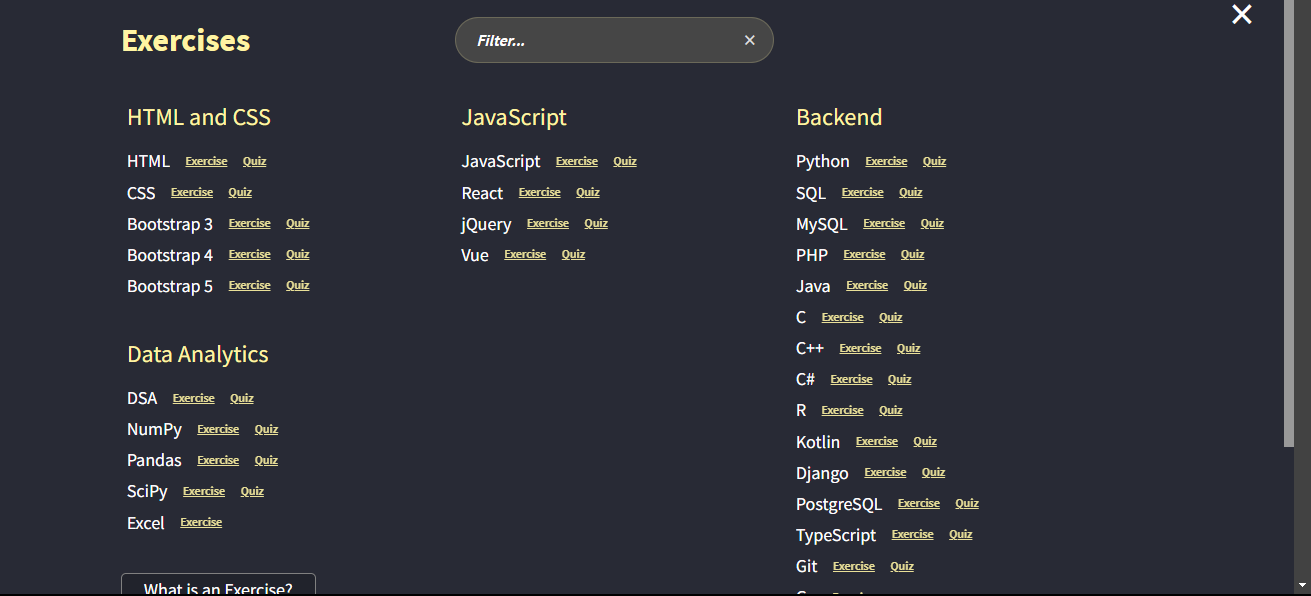 Exercises
Filter...
HTML and CSS
HTML Exercise Quiz
CSS Exercise Quiz
Bootstrap 3 Exercise Quiz
Bootstrap 4 Exercise Quiz
Bootstrap 5 Exercise Quiz
Data Analytics
DSA Exercise Quiz
NumPy Exercise Quiz
Pandas Exercise Quiz
SciPy Exercise Quiz
Excel Exercise
What is an Exercise?
JavaScript
JavaScript Exercise Quiz
React Exercise Quiz
jQuery Exercise Quiz
Vue Exercise Quiz
Backend
Python Exercise Quiz
SQL Exercise Quiz
MySQL Exercise Quiz
PHP Exercise Quiz
Java Exercise Quiz
C Exercise Quiz
C++ Exercise Quiz
C# Exercise Quiz
R Exercise Quiz
Kotlin Exercise Quiz
Django Exercise Quiz
PostgreSQL Exercise Quiz
TypeScript Exercise Quiz
Git Exercise Quiz